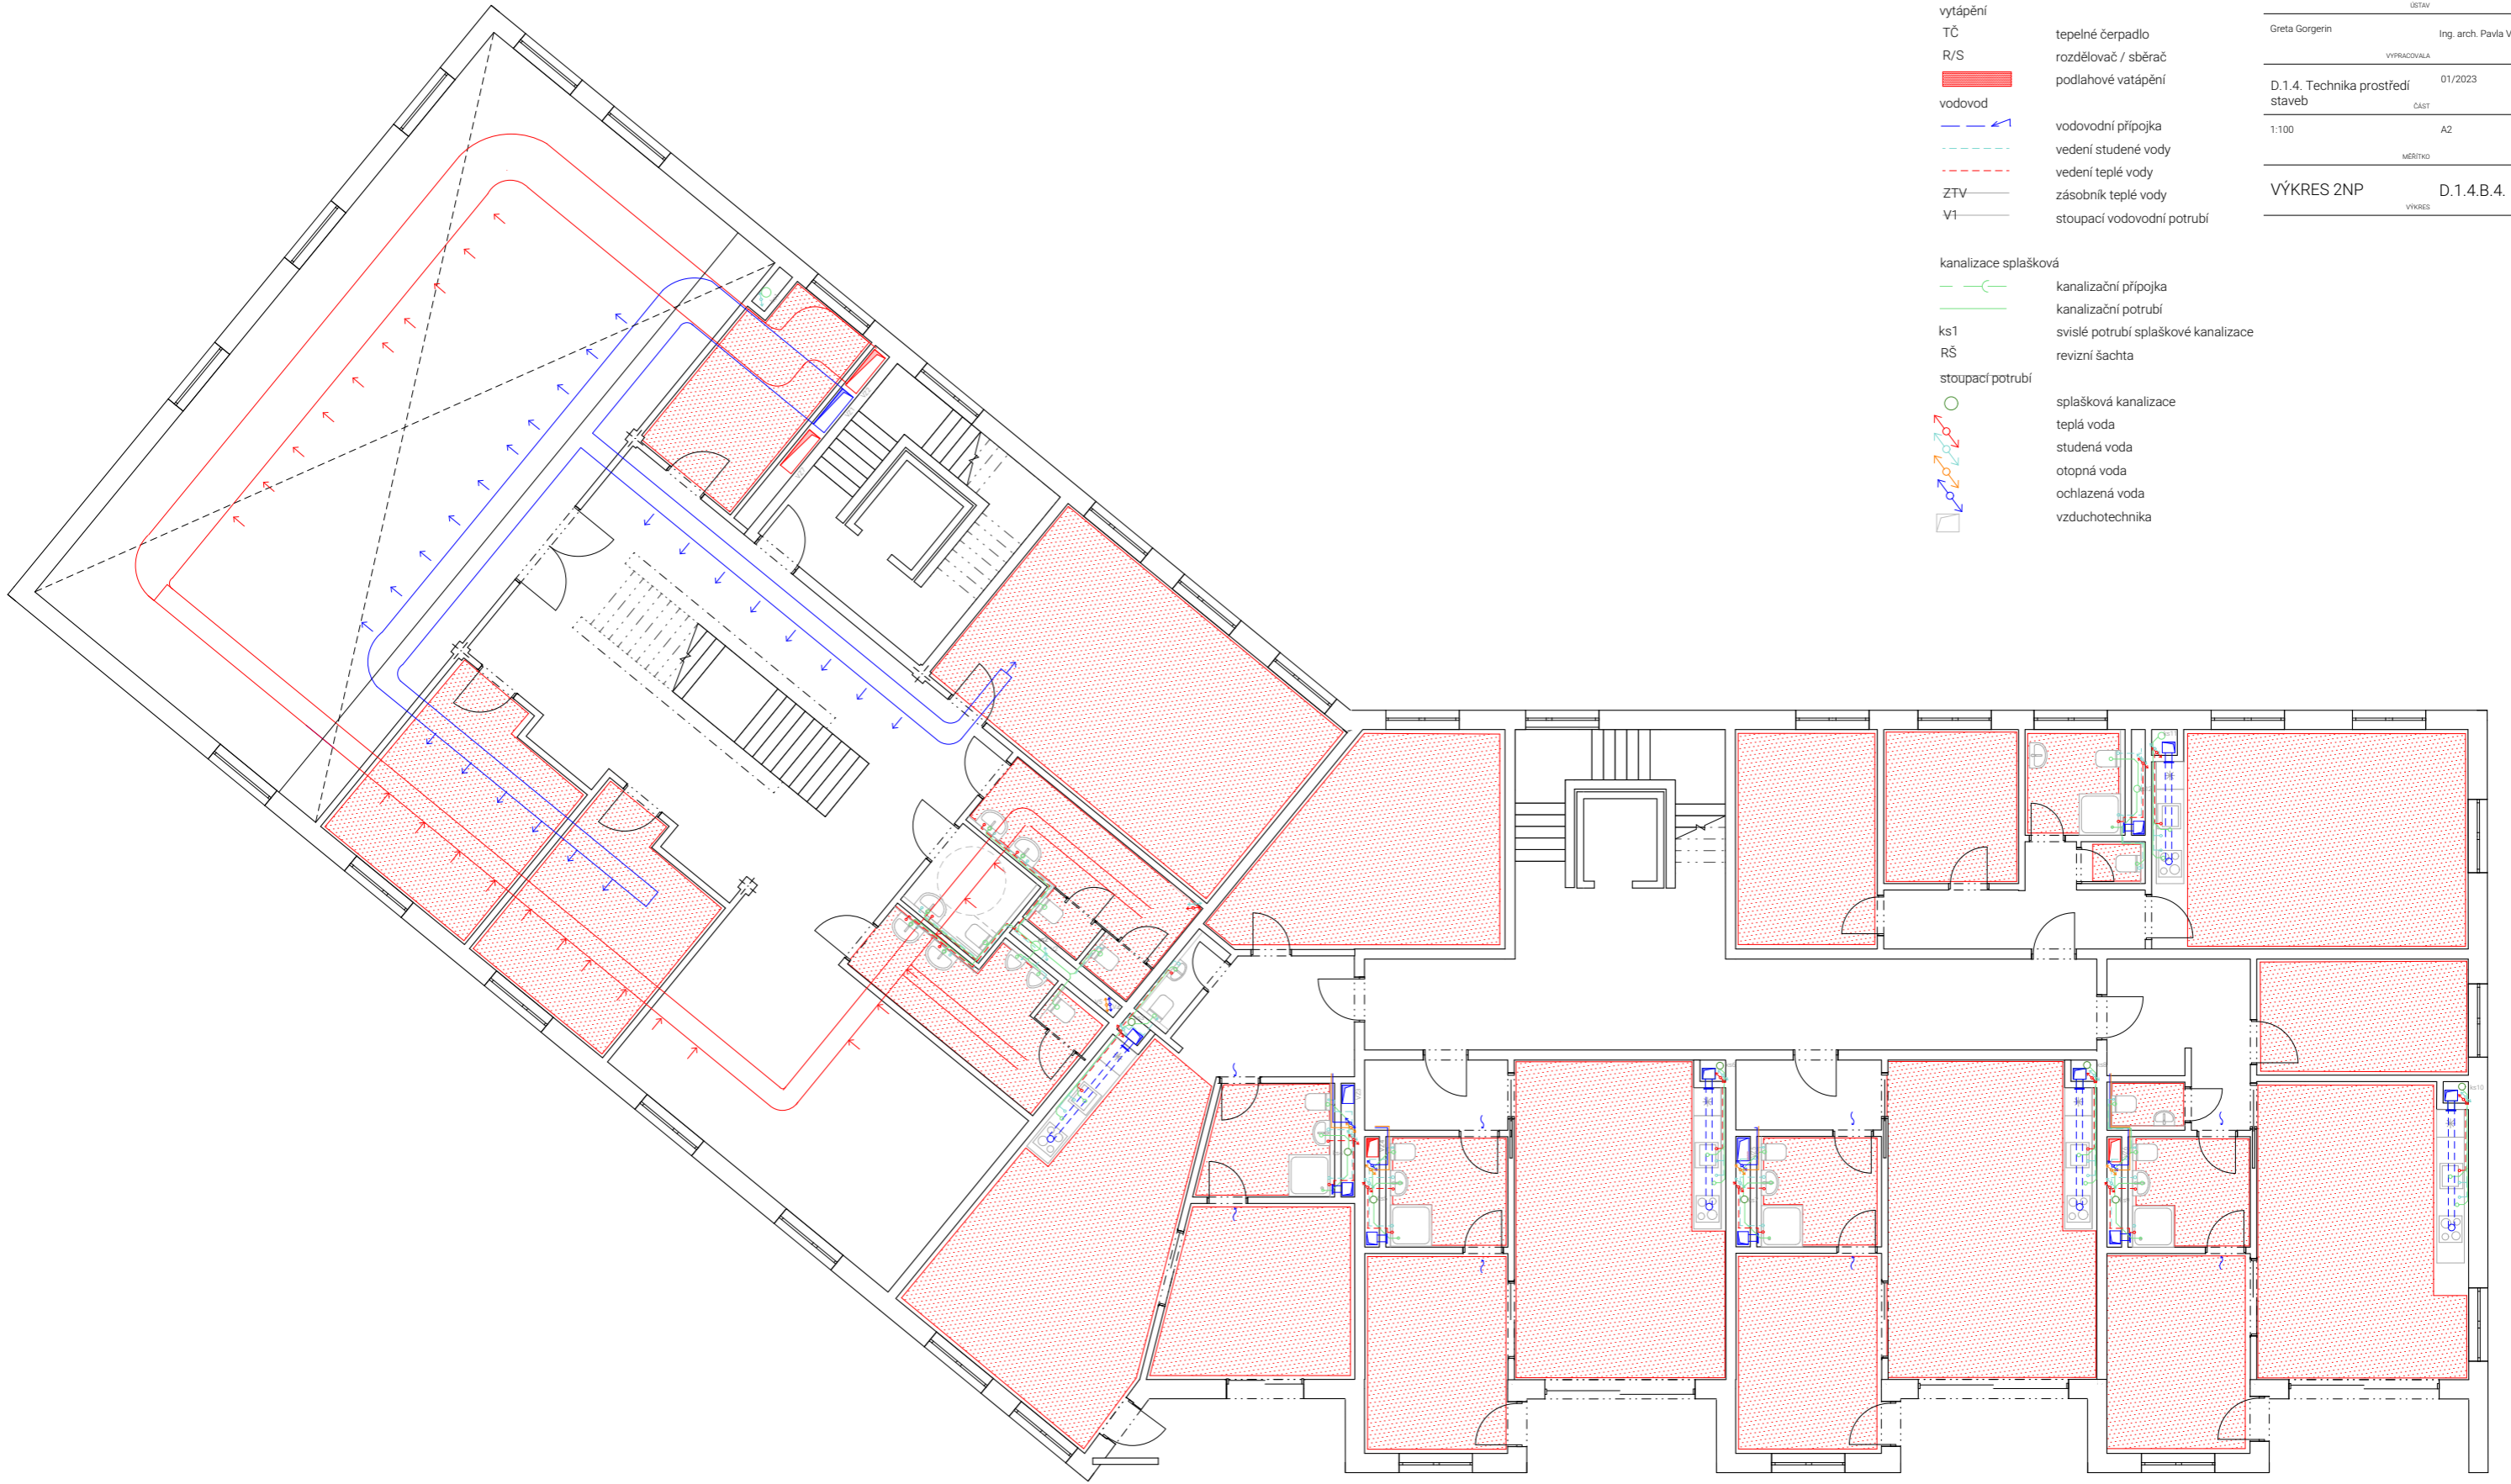 vytápění
TČ tepelné čerpadlo
R/S rozdělovač / sběrač
podlahové vatápění
vodovod
vodovodní přípojka
vedení studené vody
vedení teplé vody
ZTV zásobník teplé vody
V1 stoupací vodovodní potrubí
kanalizace splašková
kanalizační přípojka
kanalizační potrubí
ks1 svislé potrubí splaškové kanalizace
RŠ revizní šachta
stoupací potrubí
splašková kanalizace
teplá voda
studená voda
otopná voda
ochlazená voda
vzduchotechnika
ÚSTAV
Greta Gorgerin Ing. arch. Pavla V
VYPRACOVALA
D.1.4. Technika prostředí staveb 01/2023
ČÁST
1:100 A2
MĚŘÍTKO
VÝKRES 2NP D.1.4.B.4.
VÝKRES
ks10